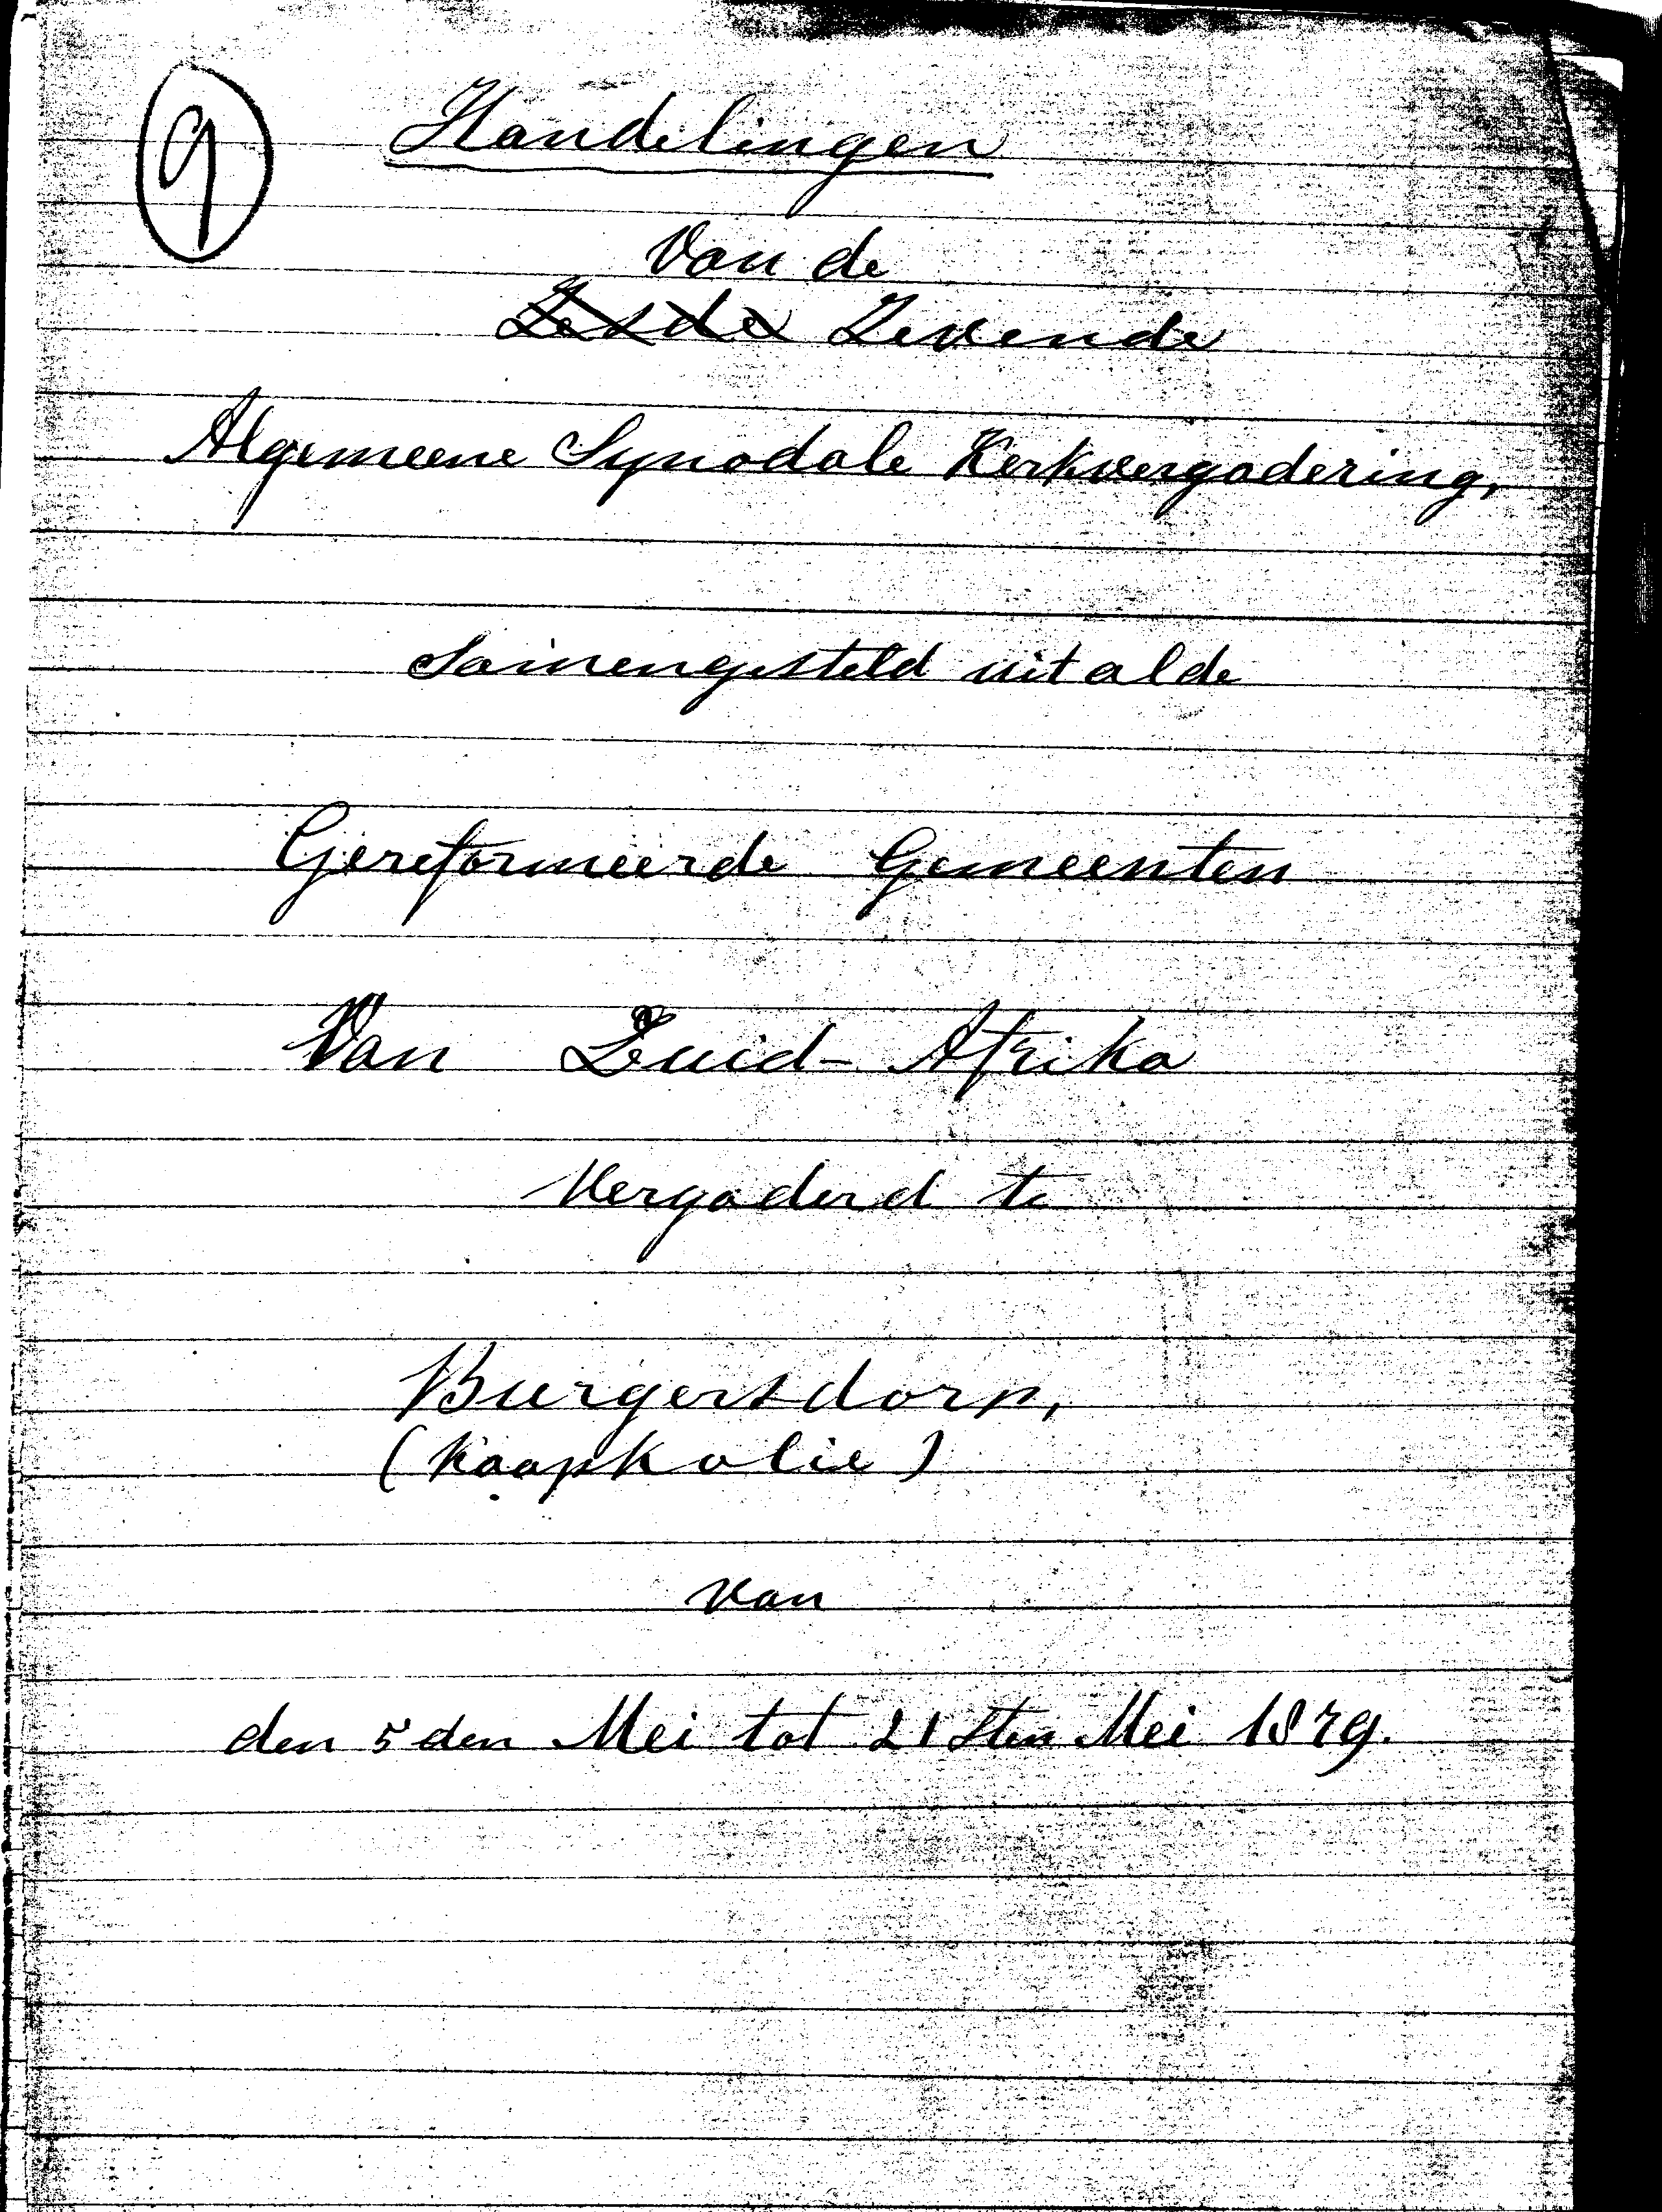 9
Handelingen
Van de
Zesde Zevende
Algemeene Synodale Kerkvergadering,
Samengesteld uit al de
Gereformeerde Gemeenten
Van Zuid-Afrika
Vergaderd te
Burgersdorp,
(Kaapkolie)
van
den 5den Mei tot 21sten Mei 1879.